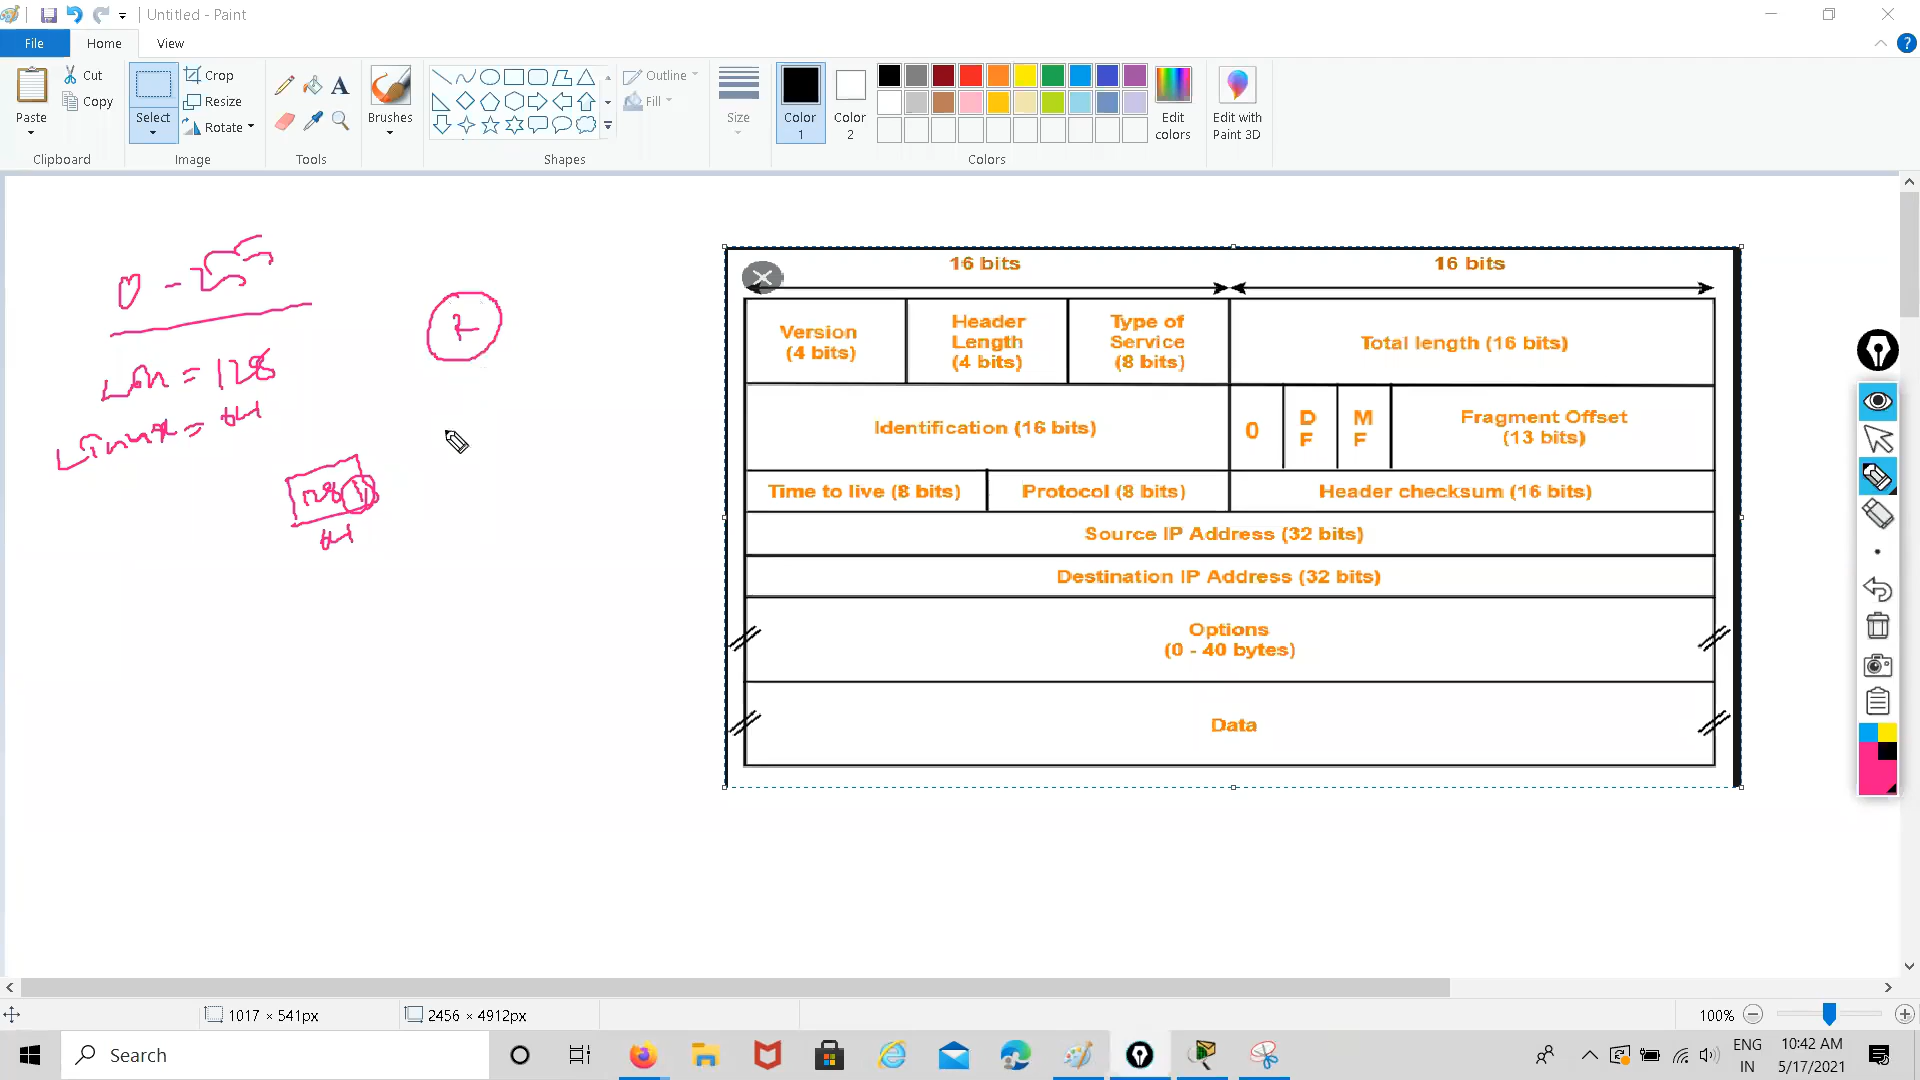 Untitled - Paint
File
Home
View
Paste
Cut
Copy
Clipboard
Select
Crop
Resize
Rotate
Image
Tools
Brushes
Shapes
Outline
Fill
Size
Color 1
Color 2
Edit colors
Edit with Paint 3D
Colors
0 - 255
= 128
=
128
16 bits 16 bits
Version (4 bits)
Header Length (4 bits)
Type of Service (8 bits)
Total length (16 bits)
Identification (16 bits)
0
D F
M F
Fragment Offset (13 bits)
Time to live (8 bits)
Protocol (8 bits)
Header checksum (16 bits)
Source IP Address (32 bits)
Destination IP Address (32 bits)
Options (0 - 40 bytes)
Data
1017 × 541px
2456 × 4912px
100%
Search
ENG
IN
10:42 AM
5/17/2021